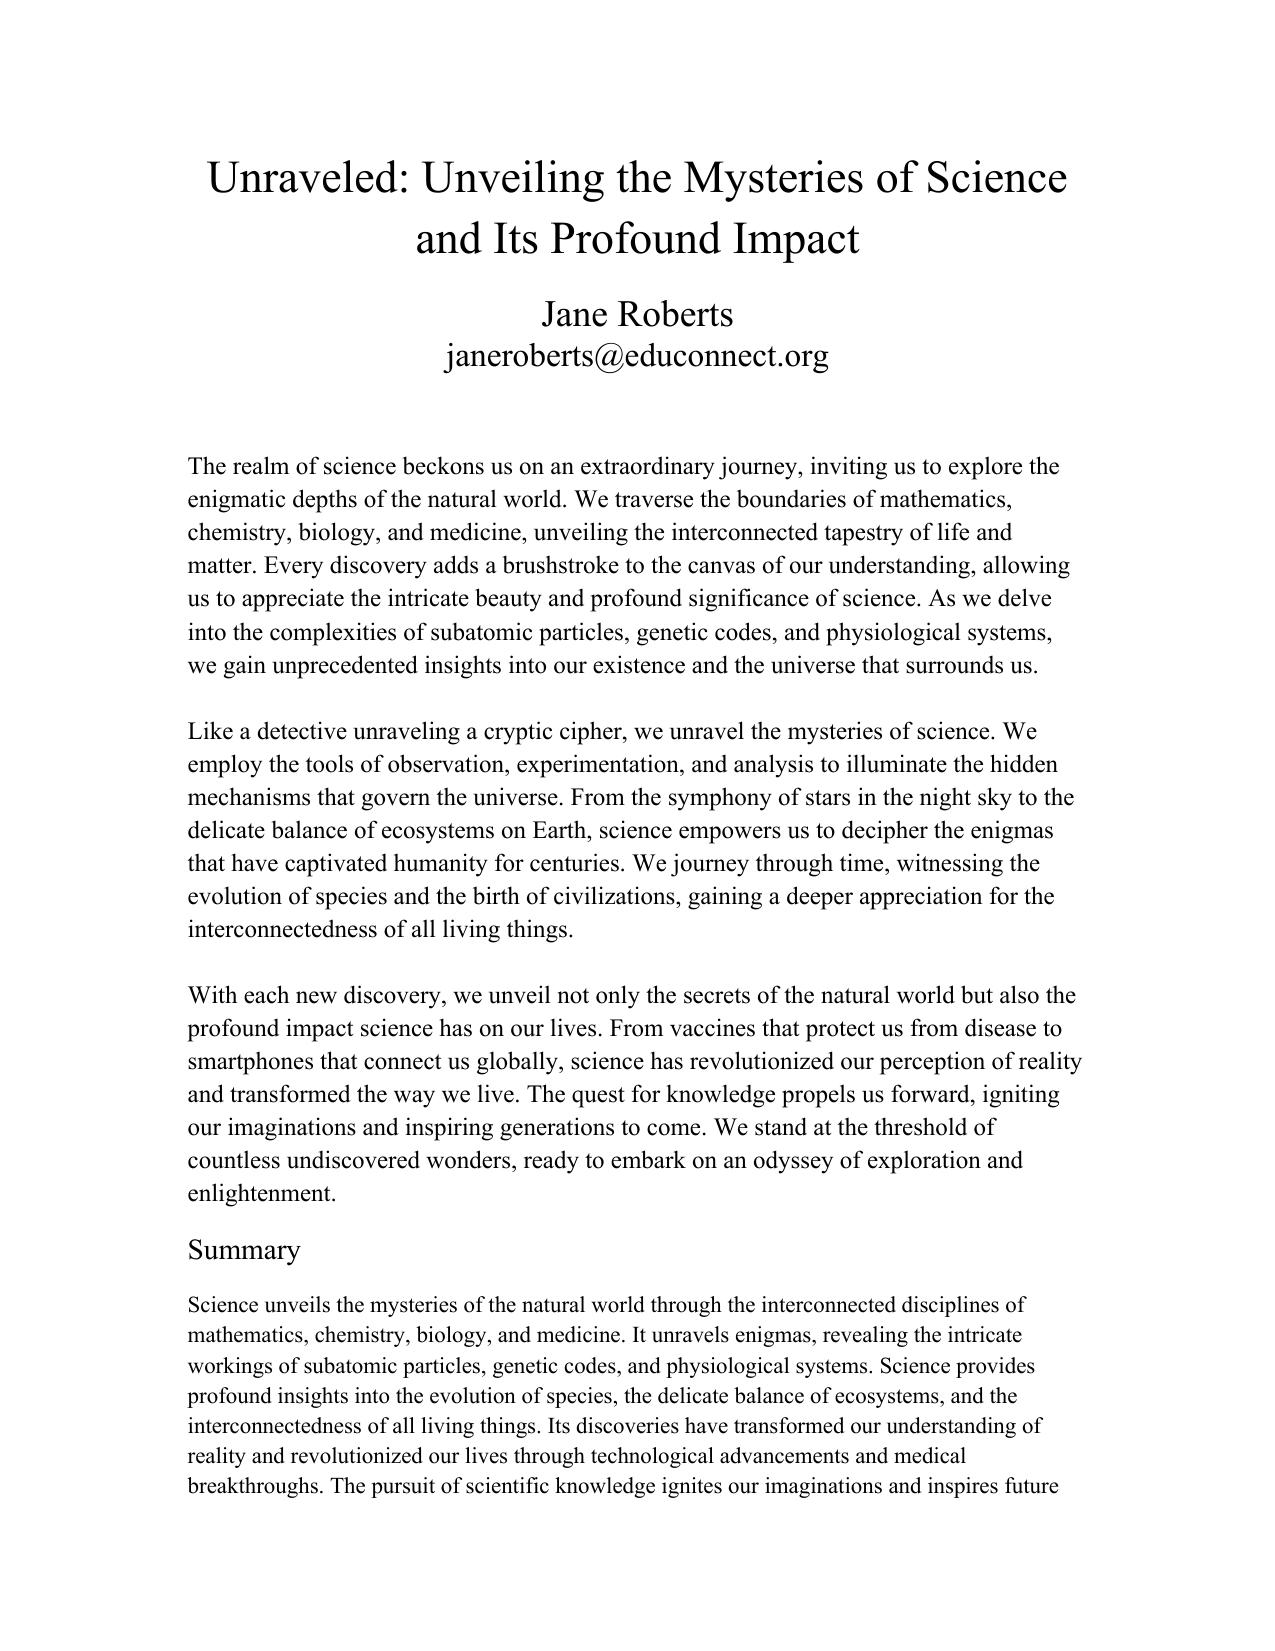 Unraveled: Unveiling the Mysteries of Science
and Its Profound Impact
Jane Roberts
janeroberts@educonnect.org
The realm of science beckons us on an extraordinary journey, inviting us to explore the
enigmatic depths of the natural world. We traverse the boundaries of mathematics,
chemistry, biology, and medicine, unveiling the interconnected tapestry of life and
matter. Every discovery adds a brushstroke to the canvas of our understanding, allowing
us to appreciate the intricate beauty and profound significance of science. As we delve
into the complexities of subatomic particles, genetic codes, and physiological systems,
we gain unprecedented insights into our existence and the universe that surrounds us.
Like a detective unraveling a cryptic cipher, we unravel the mysteries of science. We
employ the tools of observation, experimentation, and analysis to illuminate the hidden
mechanisms that govern the universe. From the symphony of stars in the night sky to the
delicate balance of ecosystems on Earth, science empowers us to decipher the enigmas
that have captivated humanity for centuries. We journey through time, witnessing the
evolution of species and the birth of civilizations, gaining a deeper appreciation for the
interconnectedness of all living things.
With each new discovery, we unveil not only the secrets of the natural world but also the
profound impact science has on our lives. From vaccines that protect us from disease to
smartphones that connect us globally, science has revolutionized our perception of reality
and transformed the way we live. The quest for knowledge propels us forward, igniting
our imaginations and inspiring generations to come. We stand at the threshold of
countless undiscovered wonders, ready to embark on an odyssey of exploration and
enlightenment.
Summary
Science unveils the mysteries of the natural world through the interconnected disciplines of
mathematics, chemistry, biology, and medicine. It unravels enigmas, revealing the intricate
workings of subatomic particles, genetic codes, and physiological systems. Science provides
profound insights into the evolution of species, the delicate balance of ecosystems, and the
interconnectedness of all living things. Its discoveries have transformed our understanding of
reality and revolutionized our lives through technological advancements and medical
breakthroughs. The pursuit of scientific knowledge ignites our imaginations and inspires future